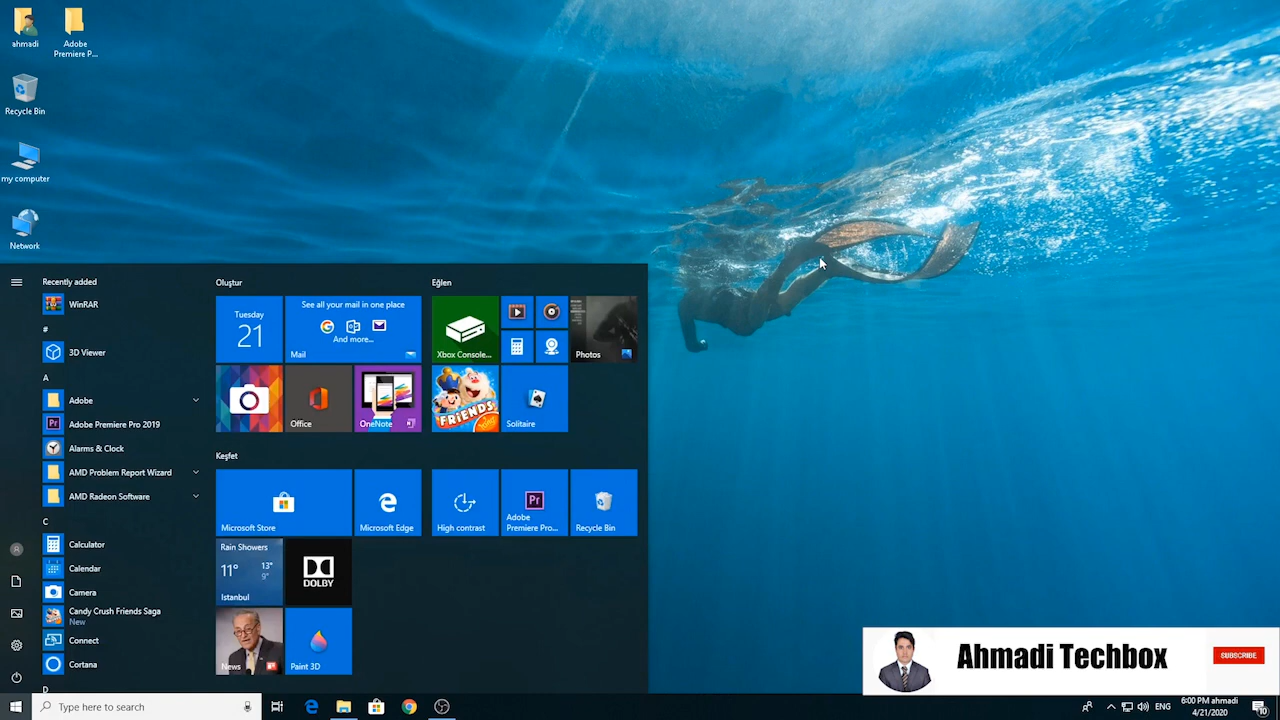 ahmadi
Adobe
Premiere P...
Recycle Bin
my computer
Network
Recently added
WinRAR
#
3D Viewer
A
Adobe
Adobe Premiere Pro 2019
Alarms & Clock
AMD Problem Report Wizard
AMD Radeon Software
C
Calculator
Calendar
Camera
Candy Crush Friends Saga
New
Connect
Cortana
D
Oluştur
Tuesday
21
See all your mail in one place
And more...
Mail
Office
OneNote
Eğlen
Xbox Console...
Photos
FRIENDS
Solitaire
Keşfet
Microsoft Store
Microsoft Edge
High contrast
Pr
Adobe
Premiere Pro...
Recycle Bin
Rain Showers
11°
13°
9°
Istanbul
DOLBY
News
Paint 3D
Ahmadi Techbox
SUBSCRIBE
Type here to search
ENG
6:00 PM ahmadi
4/21/2020
10